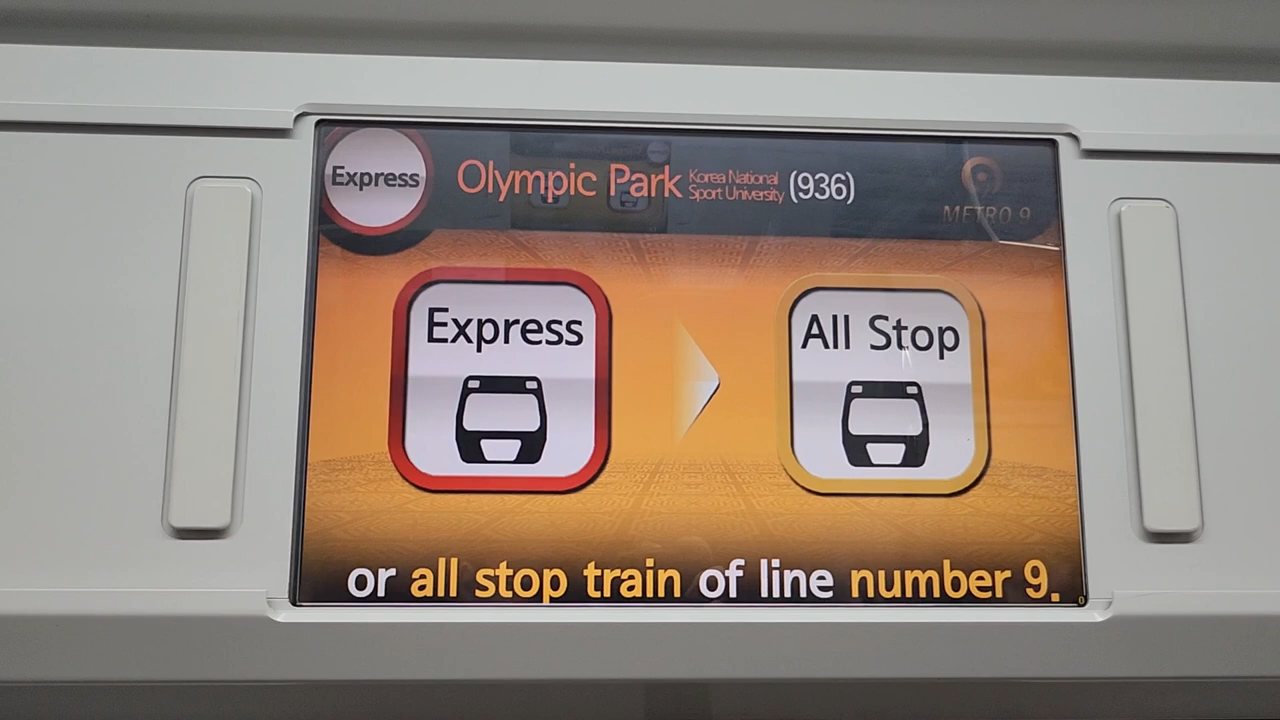 Express
Olympic Park Korea National Sport University (936)
METRO 9
Express
All Stop
or all stop train of line number 9.